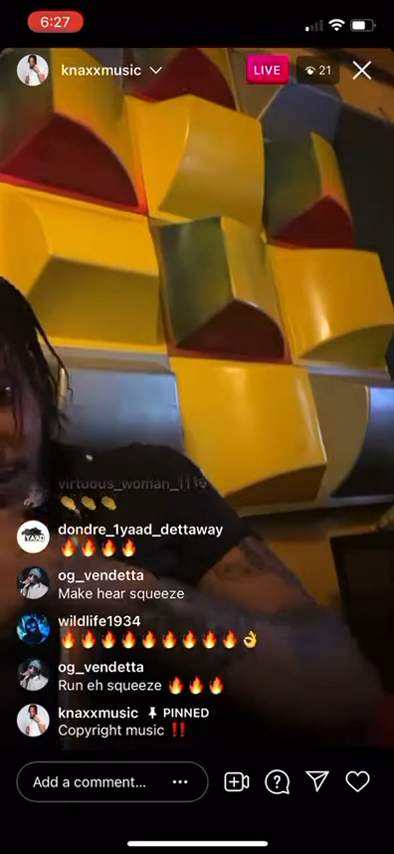 6:27
knaxxmusic
LIVE
21
virtuous_woman_1110
dondre_1yaad_dettaway
🔥🔥🔥🔥
og_vendetta
Make hear squeeze
wildlife1934
🔥🔥🔥🔥🔥🔥🔥🔥🔥👌
og_vendetta
Run eh squeeze 🔥🔥🔥
knaxxmusic PINNED
Copyright music ‼️
Add a comment...